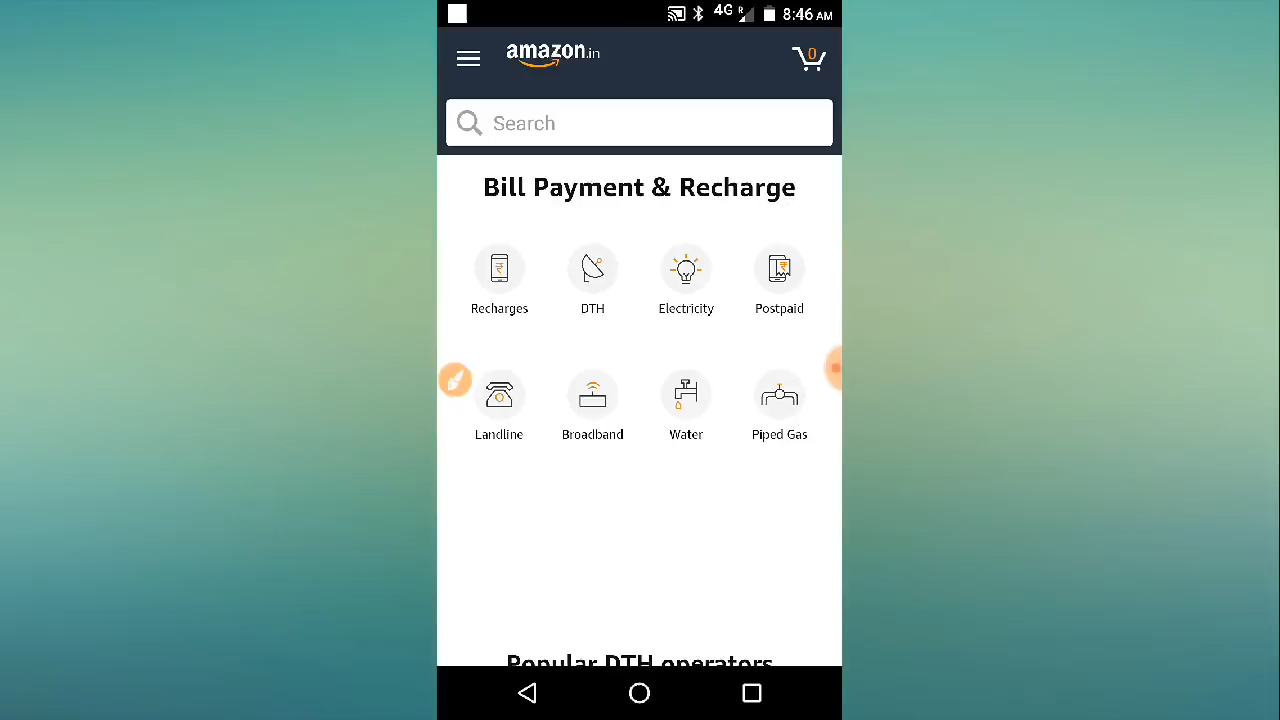 4G R 8:46 AM
amazon.in
0
Search
Bill Payment & Recharge
Recharges DTH Electricity Postpaid
Landline Broadband Water Piped Gas
Popular DTH operators